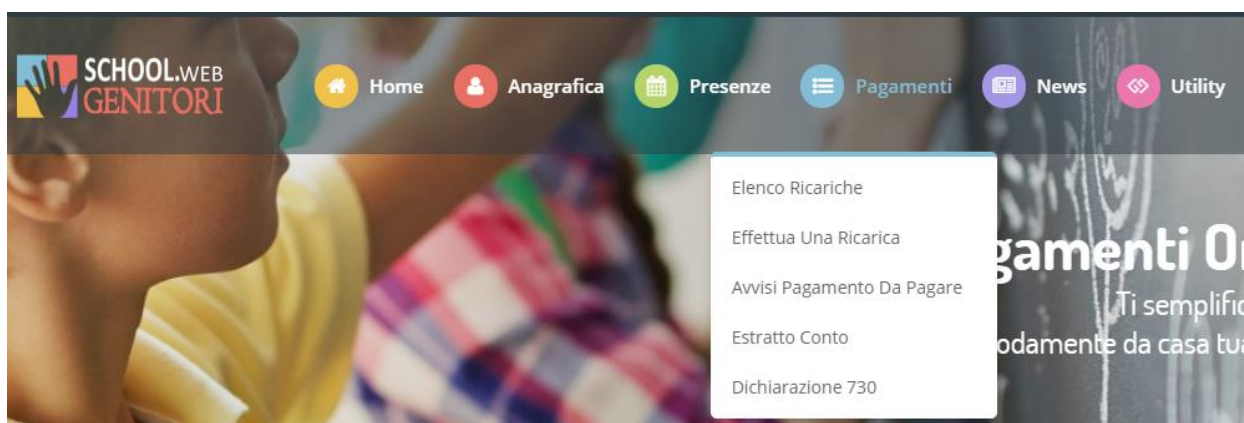 SCHOOL.WEB
GENITORI
Home Anagrafica Presenze Pagamenti News Utility
Elenco Ricariche
Effettua Una Ricarica
Avvisi Pagamento Da Pagare
Estratto Conto
Dichiarazione 730
gamenti O
Ti semplific
odamente da casa tua